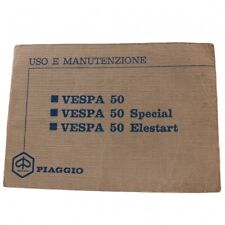 USO E MANUTENZIONE
VESPA 50
VESPA 50 Special
VESPA 50 Elestart
PIAGGIO